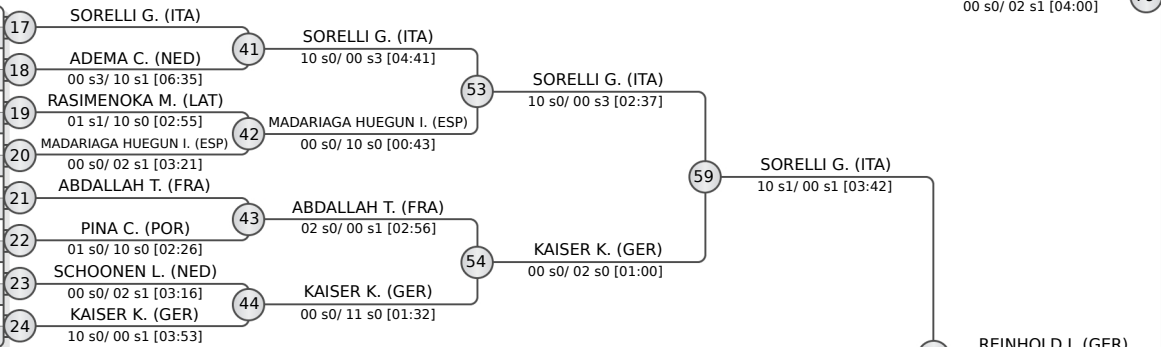 00 s0/ 02 s1 [04:00]
17
SORELLI G. (ITA)
18
ADEMA C. (NED)
00 s3/ 10 s1 [06:35]
19
RASIMENOKA M. (LAT)
01 s1/ 10 s0 [02:55]
20
MADARIAGA HUEGUN I. (ESP)
00 s0/ 02 s1 [03:21]
21
ABDALLAH T. (FRA)
22
PINA C. (POR)
01 s0/ 10 s0 [02:26]
23
SCHOONEN L. (NED)
00 s0/ 02 s1 [03:16]
24
KAISER K. (GER)
10 s0/ 00 s1 [03:53]
41
SORELLI G. (ITA)
10 s0/ 00 s3 [04:41]
42
MADARIAGA HUEGUN I. (ESP)
00 s0/ 10 s0 [00:43]
43
ABDALLAH T. (FRA)
02 s0/ 00 s1 [02:56]
44
KAISER K. (GER)
00 s0/ 11 s0 [01:32]
53
SORELLI G. (ITA)
10 s0/ 00 s3 [02:37]
54
KAISER K. (GER)
00 s0/ 02 s0 [01:00]
59
SORELLI G. (ITA)
10 s1/ 00 s1 [03:42]
REINHOLD L. (GER)